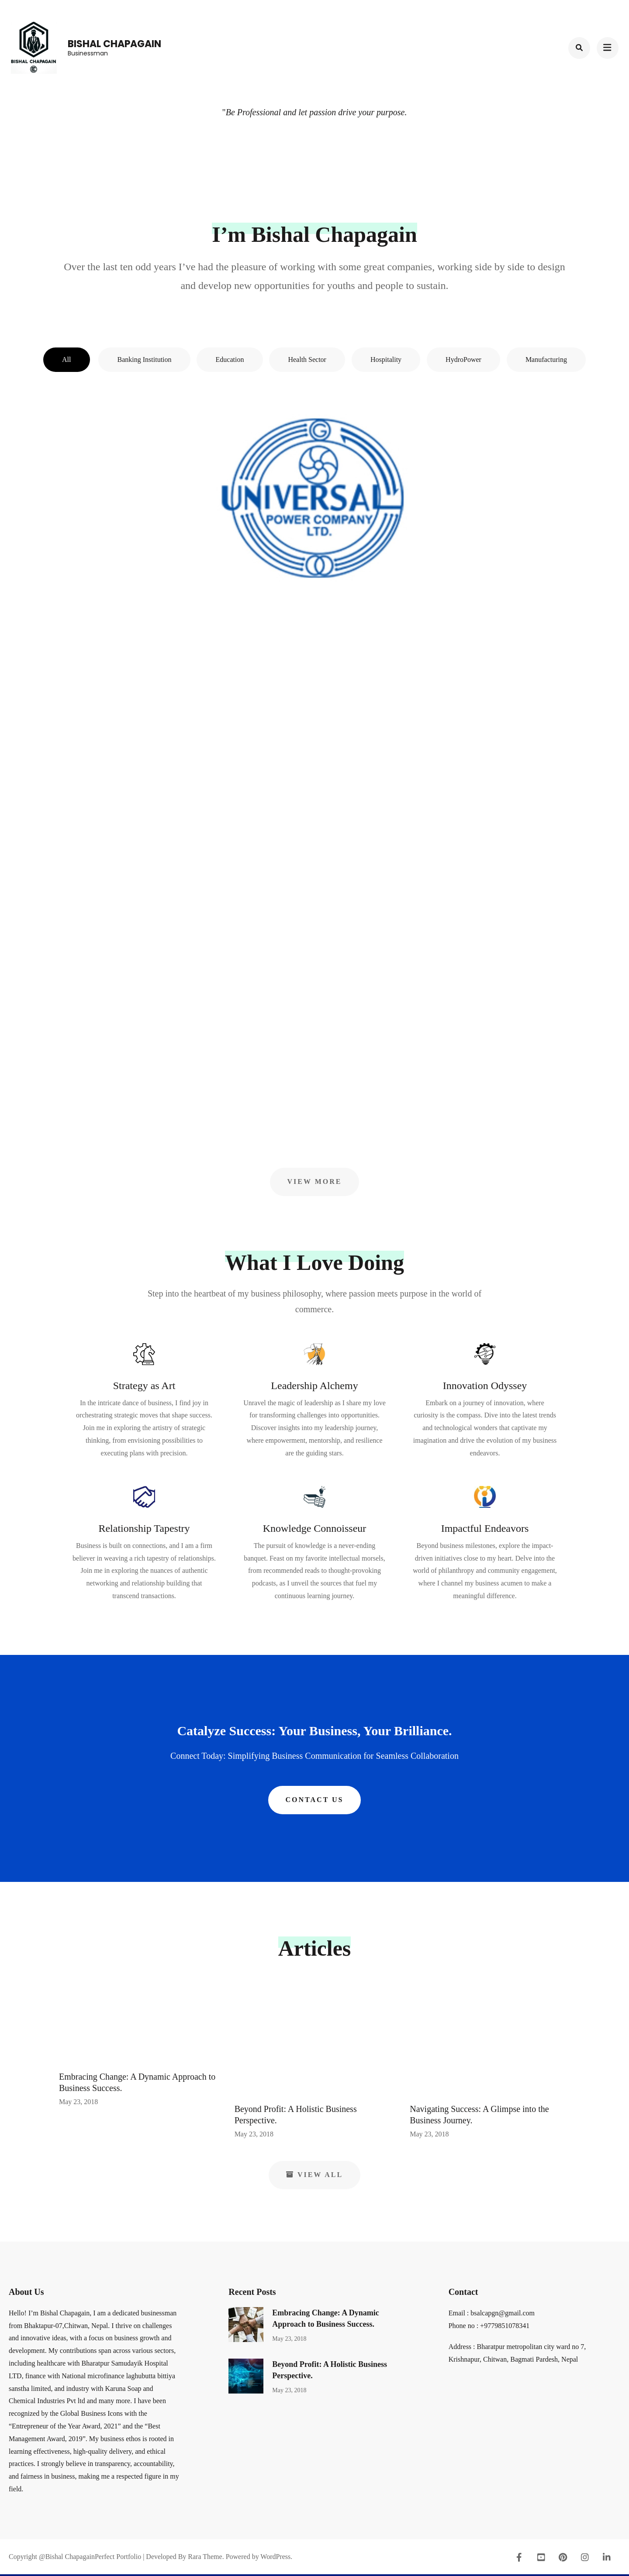 BISHAL CHAPAGAIN
BISHAL CHAPAGAIN
Businessman
"Be Professional and let passion drive your purpose.
I’m Bishal Chapagain
Over the last ten odd years I’ve had the pleasure of working with some great companies, working side by side to design
and develop new opportunities for youths and people to sustain.
All
Banking Institution
Education
Health Sector
Hospitality
HydroPower
Manufacturing
UNIVERSAL
POWER COMPANY
LTD.
VIEW MORE
What I Love Doing
Step into the heartbeat of my business philosophy, where passion meets purpose in the world of
commerce.
Strategy as Art
In the intricate dance of business, I find joy in
orchestrating strategic moves that shape success.
Join me in exploring the artistry of strategic
thinking, from envisioning possibilities to
executing plans with precision.
Leadership Alchemy
Unravel the magic of leadership as I share my love
for transforming challenges into opportunities.
Discover insights into my leadership journey,
where empowerment, mentorship, and resilience
are the guiding stars.
Innovation Odyssey
Embark on a journey of innovation, where
curiosity is the compass. Dive into the latest trends
and technological wonders that captivate my
imagination and drive the evolution of my business
endeavors.
Relationship Tapestry
Business is built on connections, and I am a firm
believer in weaving a rich tapestry of relationships.
Join me in exploring the nuances of authentic
networking and relationship building that
transcend transactions.
Knowledge Connoisseur
The pursuit of knowledge is a never-ending
banquet. Feast on my favorite intellectual morsels,
from recommended reads to thought-provoking
podcasts, as I unveil the sources that fuel my
continuous learning journey.
Impactful Endeavors
Beyond business milestones, explore the impact-
driven initiatives close to my heart. Delve into the
world of philanthropy and community engagement,
where I channel my business acumen to make a
meaningful difference.
Catalyze Success: Your Business, Your Brilliance.
Connect Today: Simplifying Business Communication for Seamless Collaboration
CONTACT US
Articles
Embracing Change: A Dynamic Approach to
Business Success.
May 23, 2018
Beyond Profit: A Holistic Business
Perspective.
May 23, 2018
Navigating Success: A Glimpse into the
Business Journey.
May 23, 2018
VIEW ALL
About Us
Hello! I’m Bishal Chapagain, I am a dedicated businessman
from Bhaktapur-07,Chitwan, Nepal. I thrive on challenges
and innovative ideas, with a focus on business growth and
development. My contributions span across various sectors,
including healthcare with Bharatpur Samudayik Hospital
LTD, finance with National microfinance laghubutta bittiya
sanstha limited, and industry with Karuna Soap and
Chemical Industries Pvt ltd and many more. I have been
recognized by the Global Business Icons with the
“Entrepreneur of the Year Award, 2021” and the “Best
Management Award, 2019”. My business ethos is rooted in
learning effectiveness, high-quality delivery, and ethical
practices. I strongly believe in transparency, accountability,
and fairness in business, making me a respected figure in my
field.
Recent Posts
Embracing Change: A Dynamic
Approach to Business Success.
May 23, 2018
Beyond Profit: A Holistic Business
Perspective.
May 23, 2018
Contact
Email : bsalcapgn@gmail.com
Phone no : +9779851078341
Address : Bharatpur metropolitan city ward no 7,
Krishnapur, Chitwan, Bagmati Pardesh, Nepal
Copyright @Bishal ChapagainPerfect Portfolio | Developed By Rara Theme. Powered by WordPress.